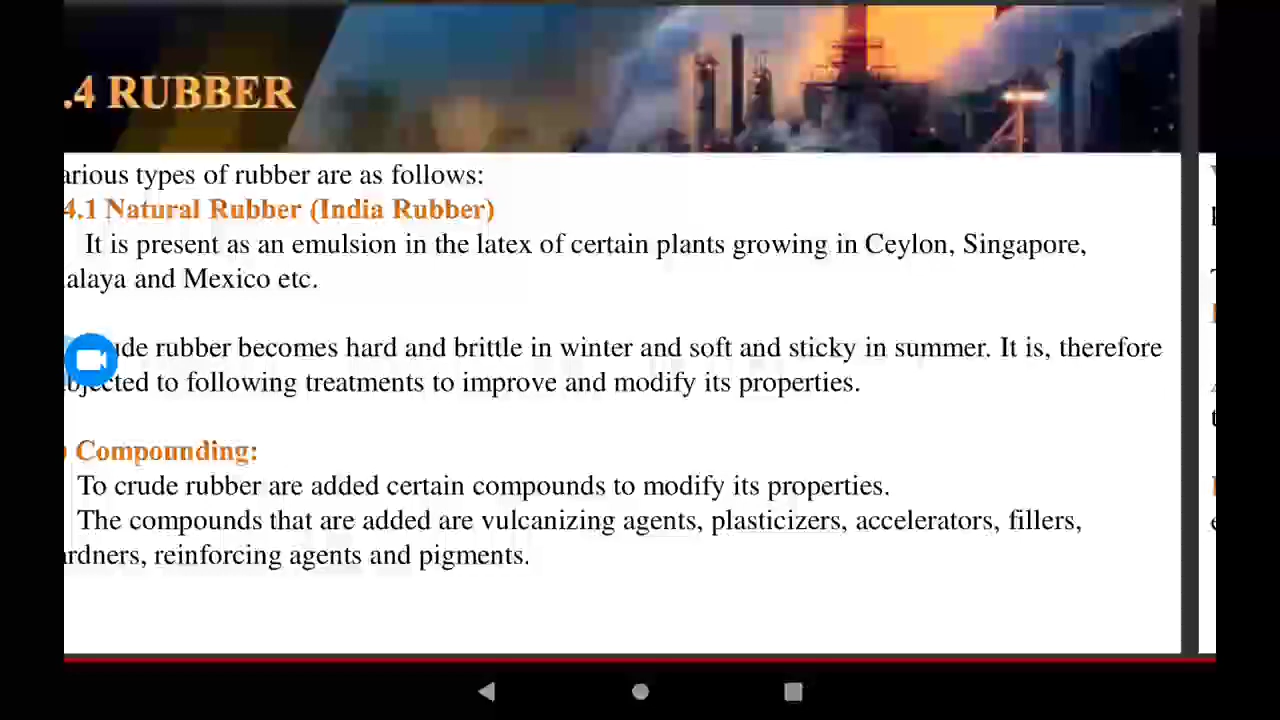 .4 RUBBER
arious types of rubber are as follows:
4.1 Natural Rubber (India Rubber)
It is present as an emulsion in the latex of certain plants growing in Ceylon, Singapore,
alaya and Mexico etc.
ude rubber becomes hard and brittle in winter and soft and sticky in summer. It is, therefore
bjected to following treatments to improve and modify its properties.
Compounding:
To crude rubber are added certain compounds to modify its properties.
The compounds that are added are vulcanizing agents, plasticizers, accelerators, fillers,
ardners, reinforcing agents and pigments.